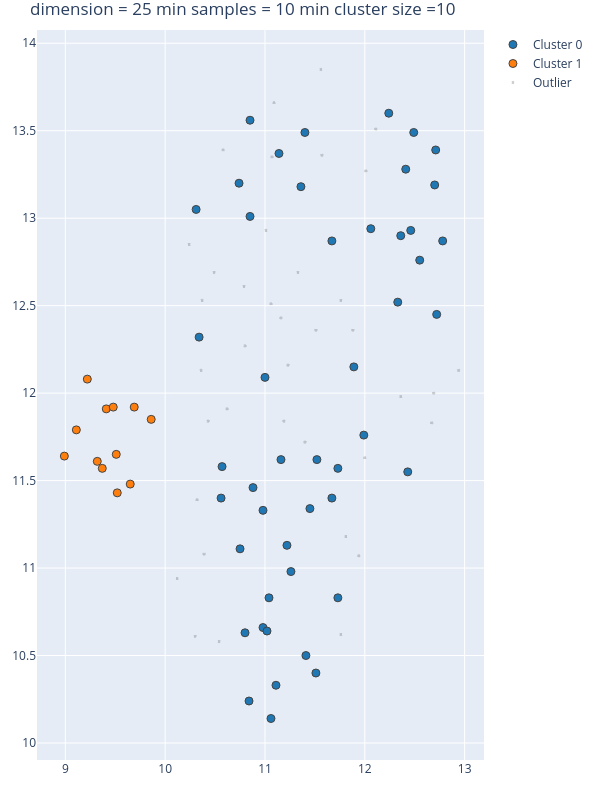 dimension = 25 min samples = 10 min cluster size =10
Cluster 0
Cluster 1
Outlier
14
13.5
13
12.5
12
11.5
11
10.5
10
9 10 11 12 13